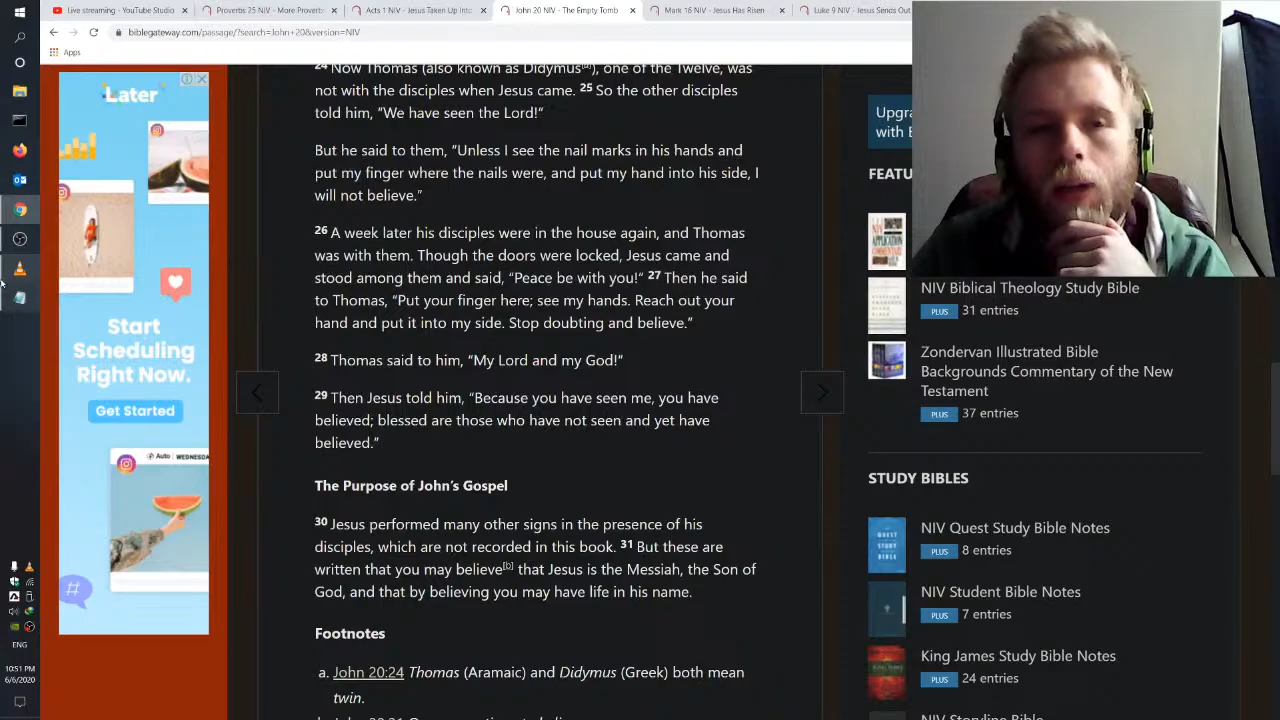 Live streaming - YouTube Studio
Proverbs 25 NIV - More Proverbs
Acts 1 NIV - Jesus Taken Up Into
John 20 NIV - The Empty Tomb
Mark 16 NIV - Jesus Has Risen
Luke 9 NIV - Jesus Sends Out
biblegateway.com/passage/?search=John+20&version=NIV
Apps
Later
Start
Scheduling
Right Now.
Get Started
Auto WEDNESDA
#
24 Now Thomas (also known as Didymus[a]), one of the Twelve, was
not with the disciples when Jesus came. 25 So the other disciples
told him, “We have seen the Lord!”
But he said to them, “Unless I see the nail marks in his hands and
put my finger where the nails were, and put my hand into his side, I
will not believe.”
26 A week later his disciples were in the house again, and Thomas
was with them. Though the doors were locked, Jesus came and
stood among them and said, “Peace be with you!” 27 Then he said
to Thomas, “Put your finger here; see my hands. Reach out your
hand and put it into my side. Stop doubting and believe.”
28 Thomas said to him, “My Lord and my God!”
29 Then Jesus told him, “Because you have seen me, you have
believed; blessed are those who have not seen and yet have
believed.”
The Purpose of John’s Gospel
30 Jesus performed many other signs in the presence of his
disciples, which are not recorded in this book. 31 But these are
written that you may believe[b] that Jesus is the Messiah, the Son of
God, and that by believing you may have life in his name.
Footnotes
a. John 20:24 Thomas (Aramaic) and Didymus (Greek) both mean
twin.
Upgra
with B
FEATU
NIV Biblical Theology Study Bible
PLUS 31 entries
Zondervan Illustrated Bible
Backgrounds Commentary of the New
Testament
PLUS 37 entries
STUDY BIBLES
NIV Quest Study Bible Notes
PLUS 8 entries
NIV Student Bible Notes
PLUS 7 entries
King James Study Bible Notes
PLUS 24 entries
NIV Storyline Bible
ENG
10:51 PM
6/6/2020